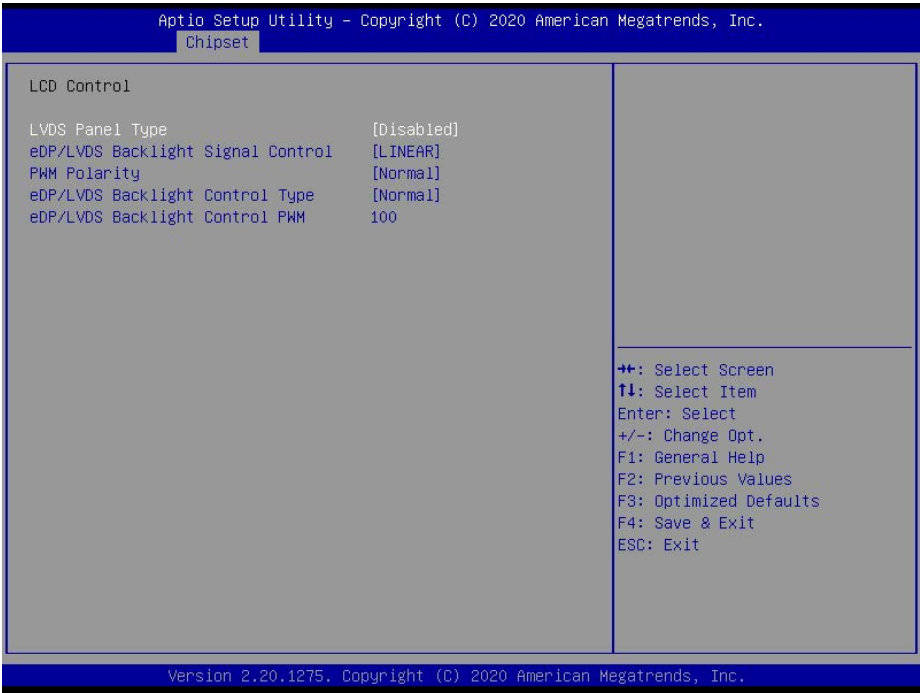 Aptio Setup Utility – Copyright (C) 2020 American Megatrends, Inc.
Chipset
LCD Control
LVDS Panel Type [Disabled]
eDP/LVDS Backlight Signal Control [LINEAR]
PWM Polarity [Normal]
eDP/LVDS Backlight Control Type [Normal]
eDP/LVDS Backlight Control PWM 100
→←: Select Screen
↑↓: Select Item
Enter: Select
+/-: Change Opt.
F1: General Help
F2: Previous Values
F3: Optimized Defaults
F4: Save & Exit
ESC: Exit
Version 2.20.1275. Copyright (C) 2020 American Megatrends, Inc.